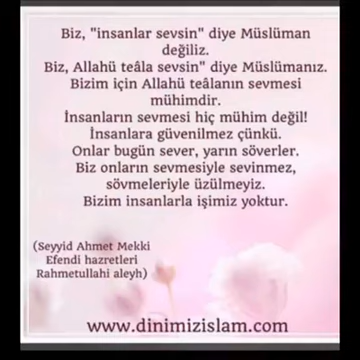 Biz, "insanlar sevsin" diye Müslüman
değiliz.
Biz, Allahü teâla sevsin" diye Müslümanız.
Bizim için Allahü teâlanın sevmesi
mühimdir.
İnsanların sevmesi hiç mühim değil!
İnsanlara güvenilmez çünkü.
Onlar bugün sever, yarın söverler.
Biz onların sevmesiyle sevinmez,
sövmeleriyle üzülmeyiz.
Bizim insanlarla işimiz yoktur.
(Seyyid Ahmet Mekki
Efendi hazretleri
Rahmetullahi aleyh)
www.dinimizislam.com